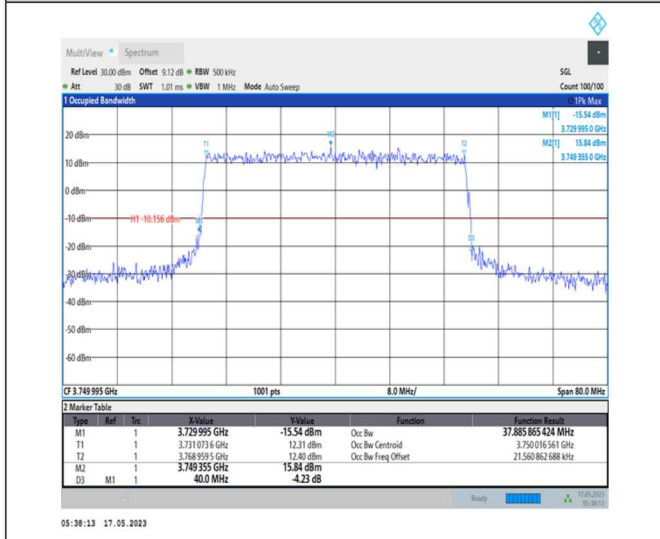 MultiView Spectrum
Ref Level 30.00 dBm Offset 9.12 dB RBW 500 kHz SGL
Att 30 dB SWT 1.01 ms VBW 1 MHz Mode Auto Sweep Count 100/100
1 Occupied Bandwidth 1Pk Max
M1[1] -15.54 dBm
3.729 995 0 GHz
M2[1] 15.84 dBm
3.749 355 0 GHz
20 dBm
M2
T1 T2
10 dBm
0 dBm
-10 dBm H1 -10.156 dBm M1
-20 dBm D3
-30 dBm
-40 dBm
-50 dBm
-60 dBm
CF 3.749 995 GHz 1001 pts 8.0 MHz/ Span 80.0 MHz
2 Marker Table
Type Ref Trc X-Value Y-Value Function Function Result
M1 1 3.729 995 GHz -15.54 dBm Occ Bw 37.885 865 424 MHz
T1 1 3.731 073 6 GHz 12.31 dBm Occ Bw Centroid 3.750 016 561 GHz
T2 1 3.768 959 5 GHz 12.40 dBm Occ Bw Freq Offset 21.560 862 688 kHz
M2 1 3.749 355 GHz 15.84 dBm
D3 M1 1 40.0 MHz -4.23 dB
Ready 17.05.2023
05:38:13
05:38:13 17.05.2023